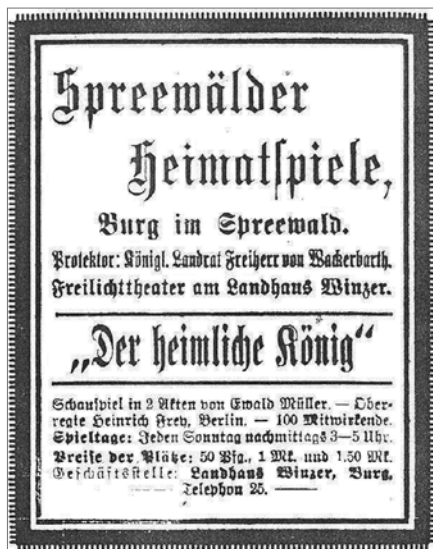 Spreewälder
Heimatspiele,
Burg im Spreewald.
Protektor: Königl. Landrat Freiherr von Wackerbarth.
Freilichttheater am Landhaus Winzer.
„Der heimliche König“
Schauspiel in 2 Akten von Ewald Müller. — Ober-
regie Heinrich Frey, Berlin. — 100 Mitwirkende.
Spieltage: Jeden Sonntag nachmittags 3—5 Uhr.
Preise der Plätze: 50 Pfg., 1 Mk. und 1.50 Mk.
Geschäftsstelle: Landhaus Winzer, Burg.
—— Telephon 25. ——